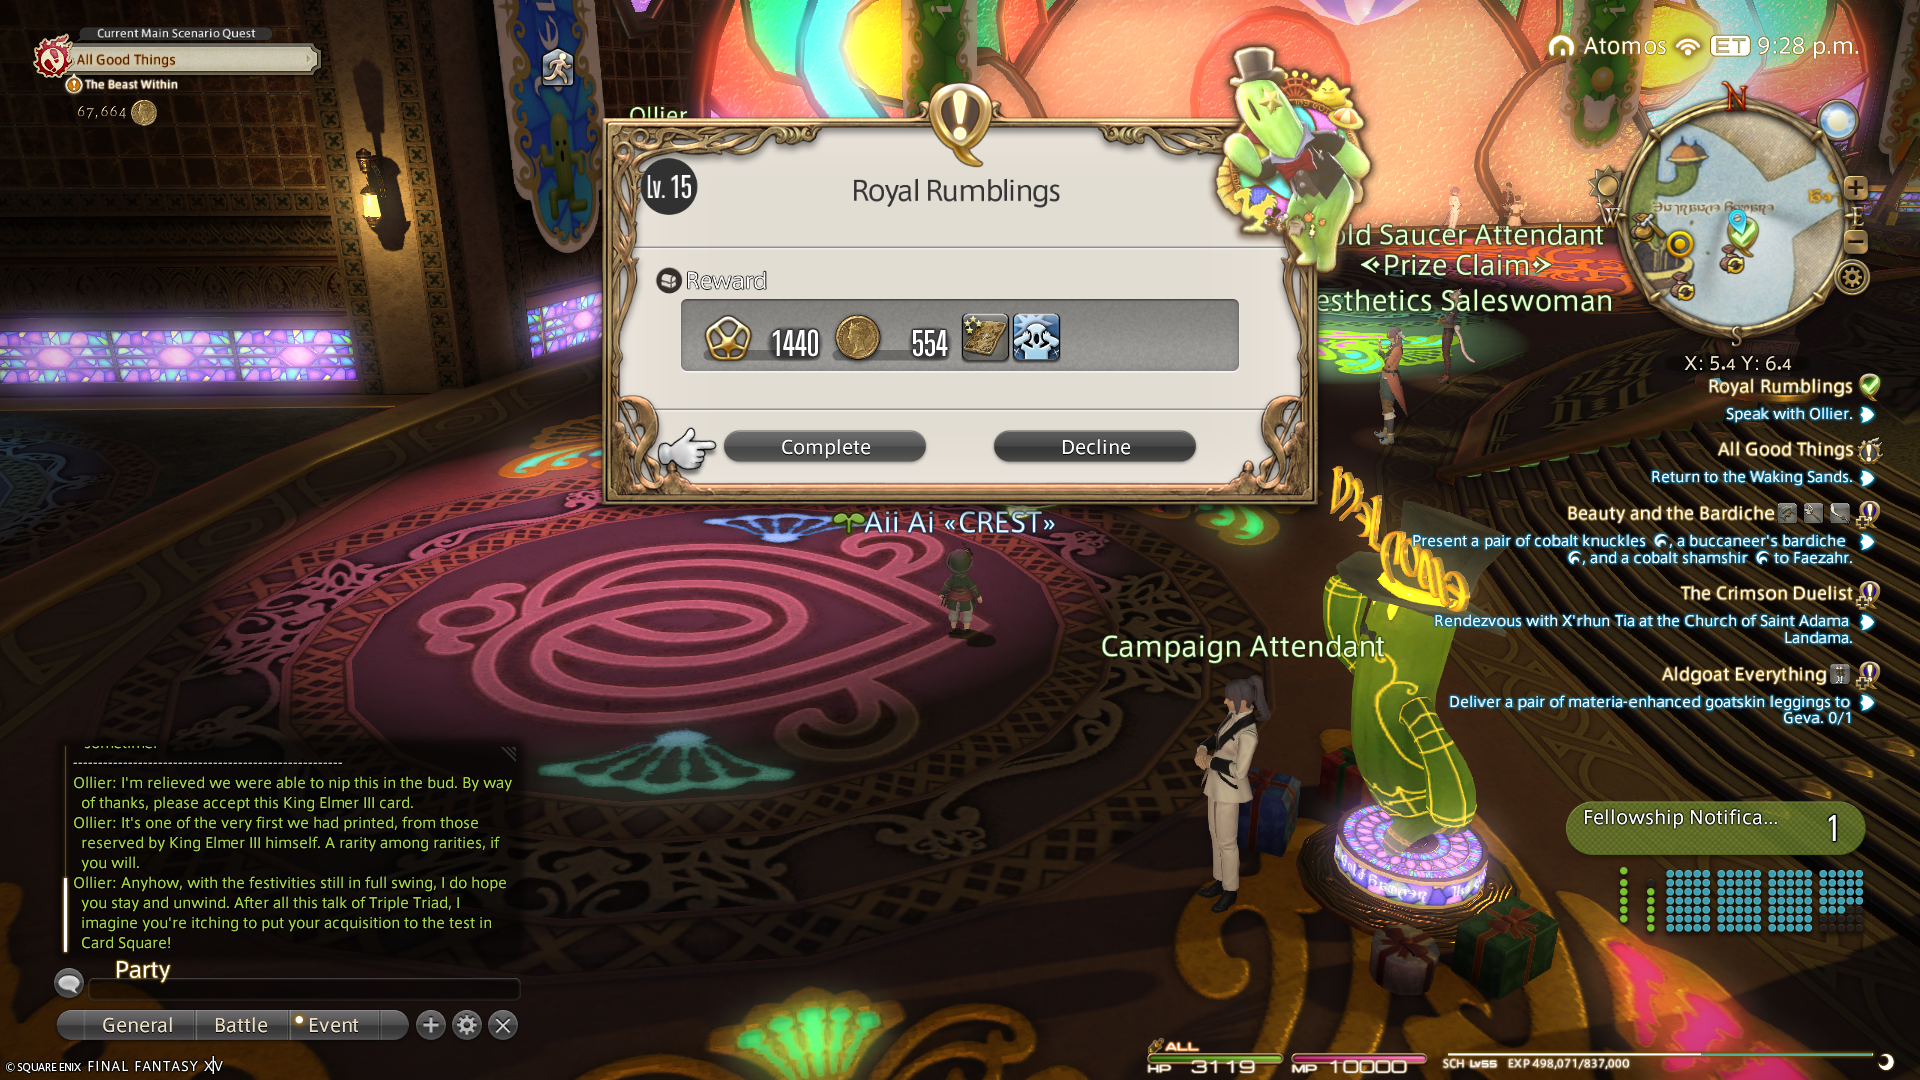 Current Main Scenario Quest
All Good Things
The Beast Within
67,664
Atomos ET 9:28 p.m.
N
W
E
S
X: 5.4 Y: 6.4
Ollier
Lv. 15
Royal Rumblings
Reward
1440
554
Complete
Decline
old Saucer Attendant
Prize Claim
esthetics Saleswoman
Aii Ai «CREST»
Campaign Attendant
Royal Rumblings
Speak with Ollier.
All Good Things
Return to the Waking Sands.
Beauty and the Bardiche
Present a pair of cobalt knuckles , a buccaneer's bardiche
, and a cobalt shamshir to Faezahr.
The Crimson Duelist
Rendezvous with X'rhun Tia at the Church of Saint Adama
Landama.
Aldgoat Everything
Deliver a pair of materia-enhanced goatskin leggings to
Geva. 0/1
Fellowship Notifica... 1
sometime.
Ollier: I'm relieved we were able to nip this in the bud. By way
of thanks, please accept this King Elmer III card.
Ollier: It's one of the very first we had printed, from those
reserved by King Elmer III himself. A rarity among rarities, if
you will.
Ollier: Anyhow, with the festivities still in full swing, I do hope
you stay and unwind. After all this talk of Triple Triad, I
imagine you're itching to put your acquisition to the test in
Card Square!
Party
General
Battle
Event
© SQUARE ENIX FINAL FANTASY XIV
ALL
HP 3119
MP 10000
SCH Lv55 EXP 498,071/837,000